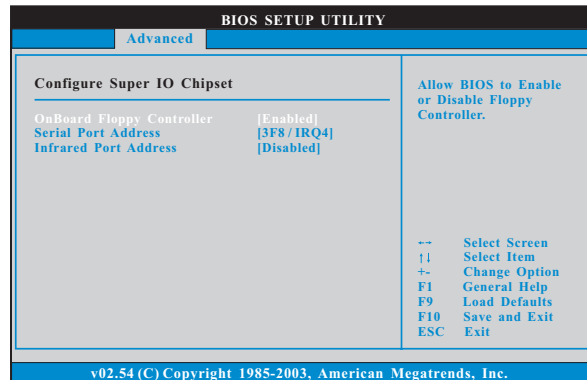 BIOS SETUP UTILITY
Advanced
Configure Super IO Chipset
OnBoard Floppy Controller [Enabled]
Serial Port Address [3F8 / IRQ4]
Infrared Port Address [Disabled]
Allow BIOS to Enable
or Disable Floppy
Controller.
←→ Select Screen
↑↓ Select Item
+- Change Option
F1 General Help
F9 Load Defaults
F10 Save and Exit
ESC Exit
v02.54 (C) Copyright 1985-2003, American Megatrends, Inc.